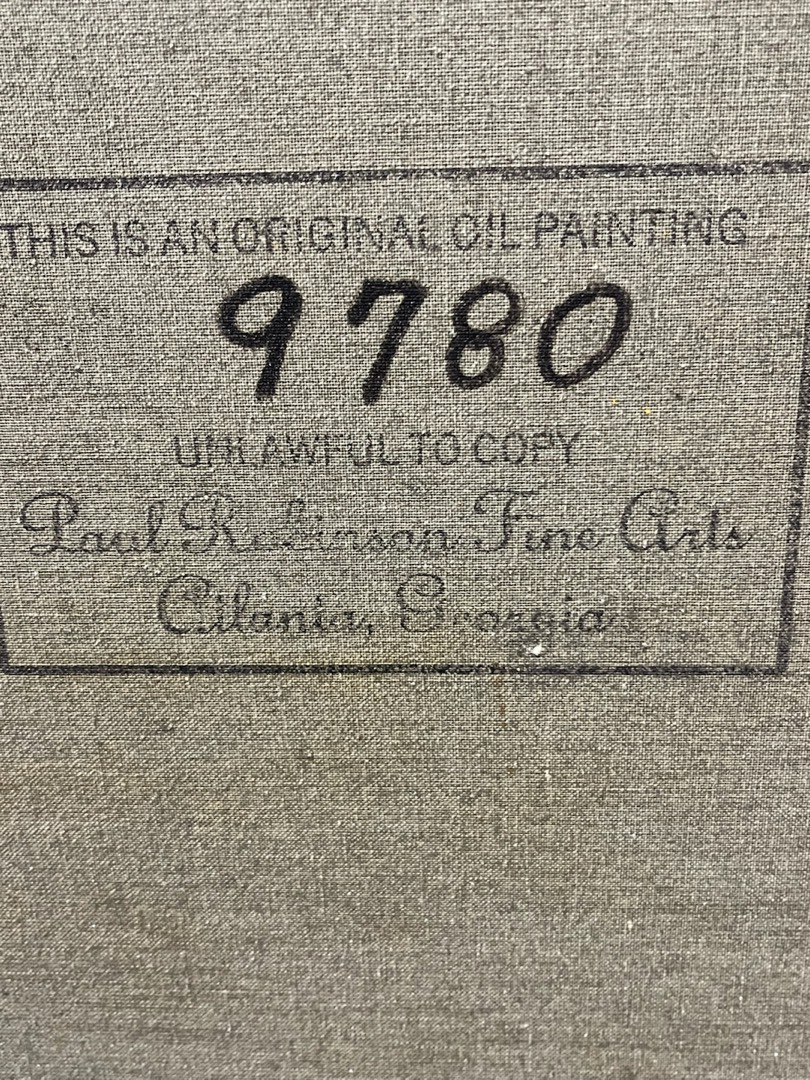 THIS IS AN ORIGINAL OIL PAINTING
9780
UNLAWFUL TO COPY
Paul Robinson Fine Arts
Atlanta, Georgia